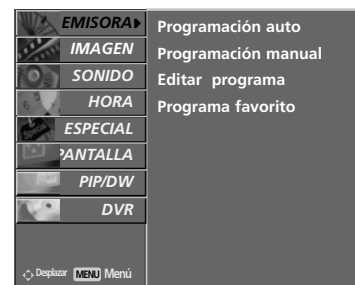 EMISORA
IMAGEN
SONIDO
HORA
ESPECIAL
PANTALLA
PIP/DW
DVR
Desplazar MENU Menú
Programación auto
Programación manual
Editar programa
Programa favorito